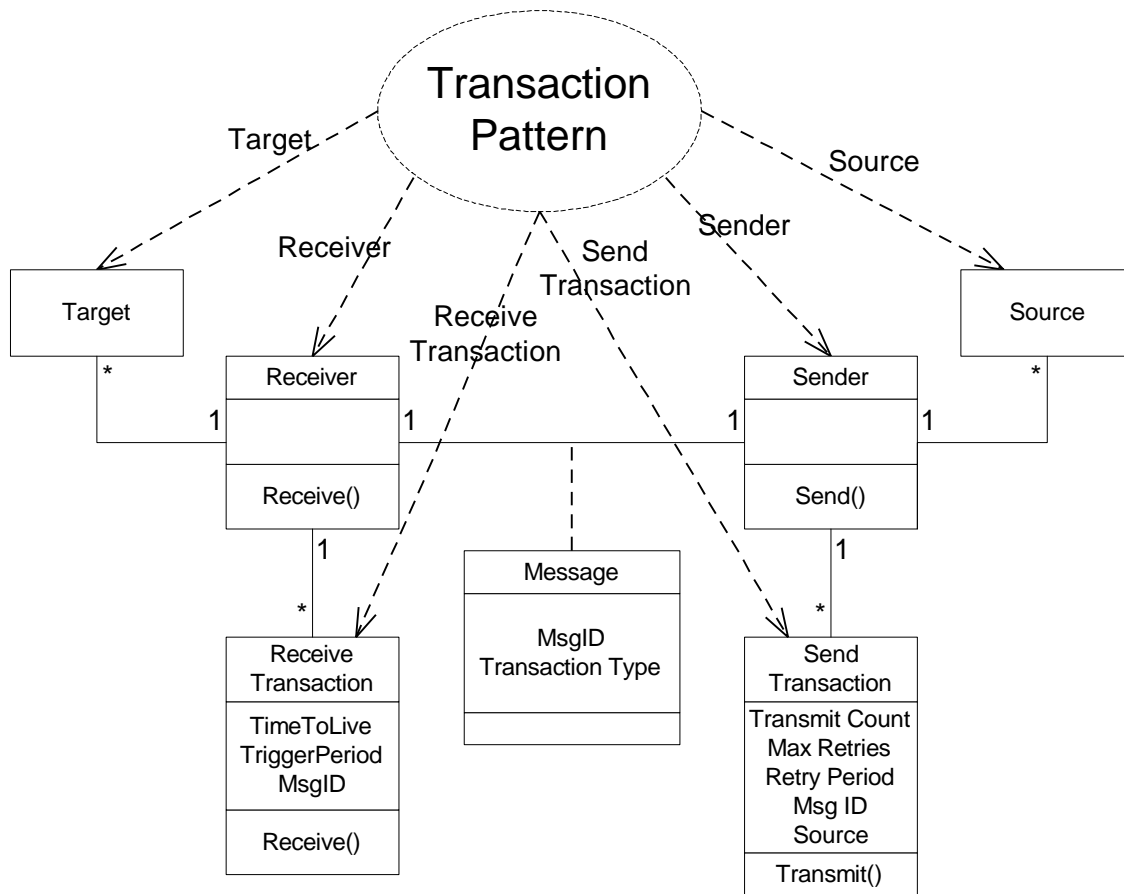 Transaction
Pattern
Target
Source
Receiver
Sender
Send
Transaction
Receive
Transaction
Target
Source
*
*
Receiver
Sender
1
1
1
1
Receive()
Send()
1
1
*
*
Message
MsgID
Transaction Type
Receive
Transaction
TimeToLive
TriggerPeriod
MsgID
Receive()
Send
Transaction
Transmit Count
Max Retries
Retry Period
Msg ID
Source
Transmit()